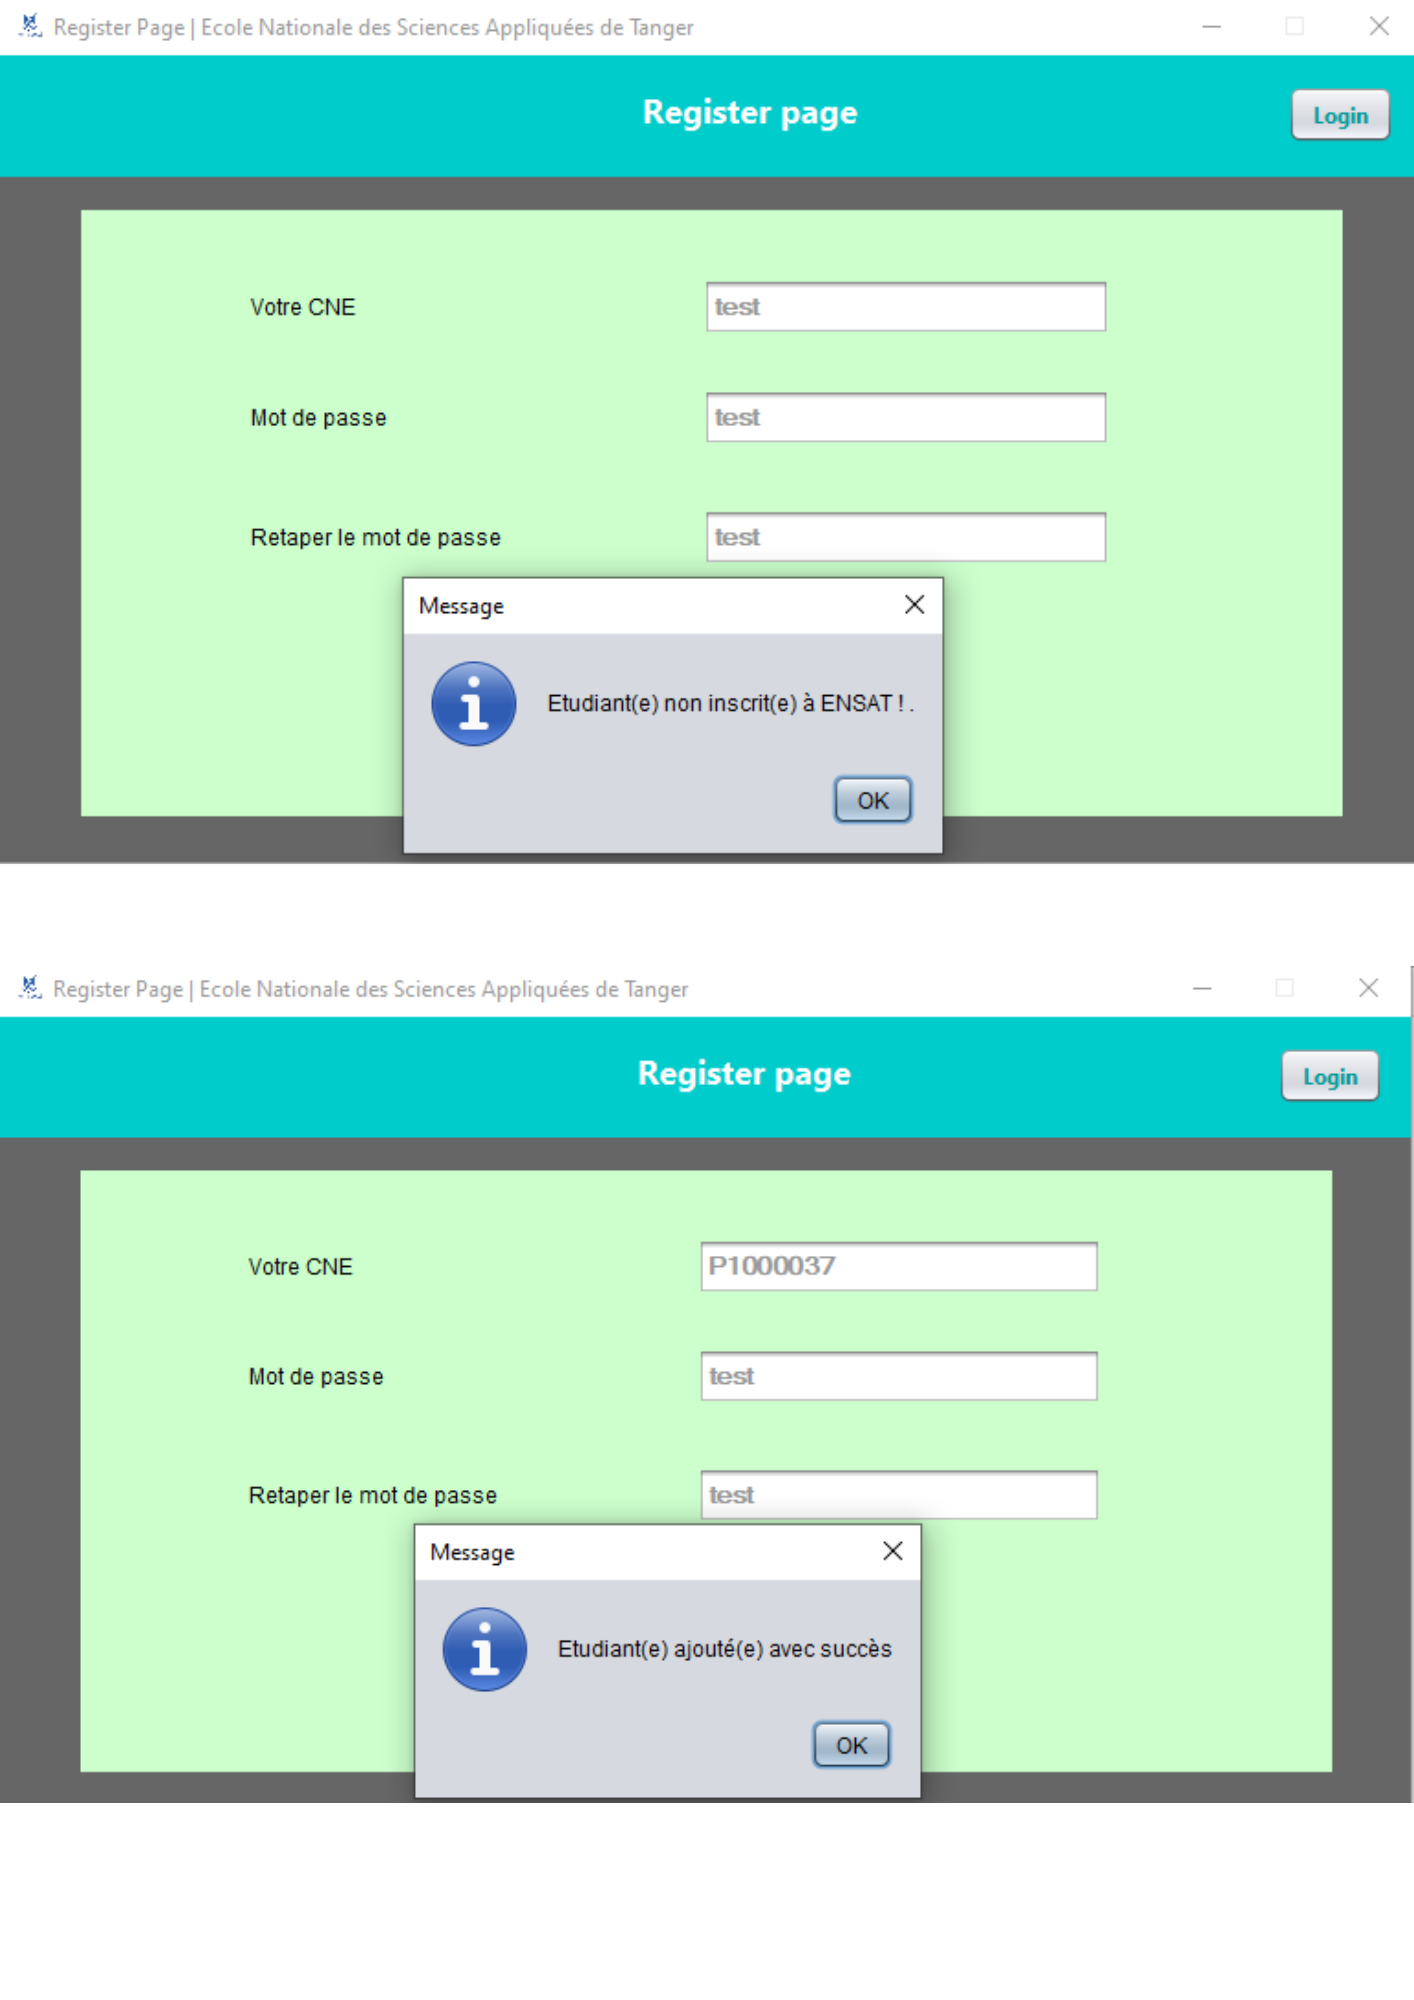 Register Page | Ecole Nationale des Sciences Appliquées de Tanger
Register page
Login
Votre CNE test
Mot de passe test
Retaper le mot de passe test
Message
Etudiant(e) non inscrit(e) à ENSAT ! .
OK
Register Page | Ecole Nationale des Sciences Appliquées de Tanger
Register page
Login
Votre CNE P1000037
Mot de passe test
Retaper le mot de passe test
Message
Etudiant(e) ajouté(e) avec succès
OK